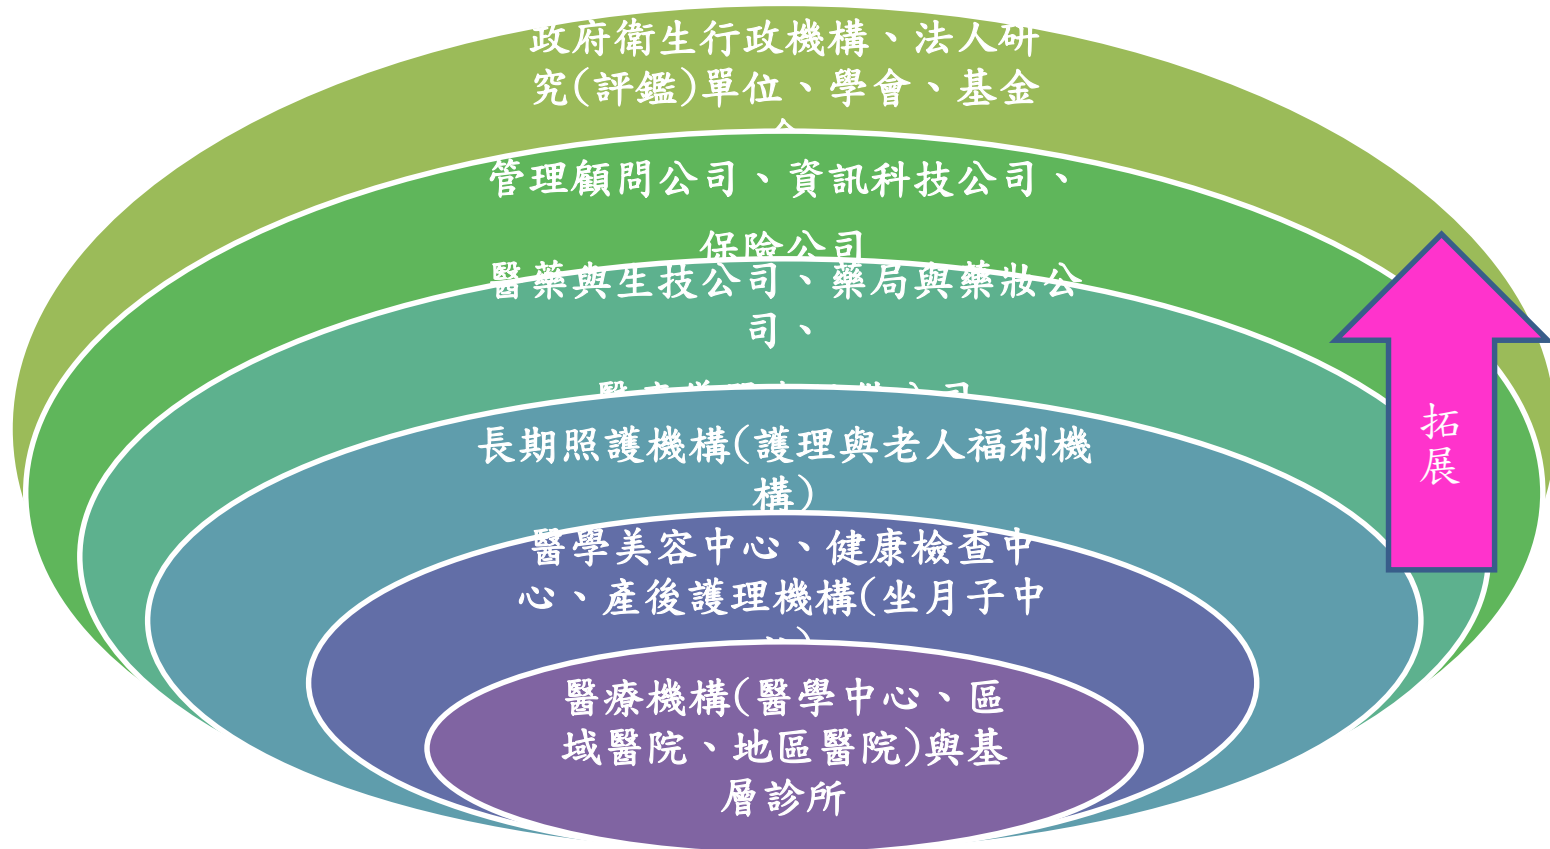 政府衛生行政機構、法人研
究(評鑑)單位、學會、基金
管理顧問公司、資訊科技公司、
保險公司
醫藥與生技公司、藥局與藥妝公
司、
長期照護機構(護理與老人福利機
構)
醫學美容中心、健康檢查中
心、產後護理機構(坐月子中
醫療機構(醫學中心、區
域醫院、地區醫院)與基
層診所
拓
展